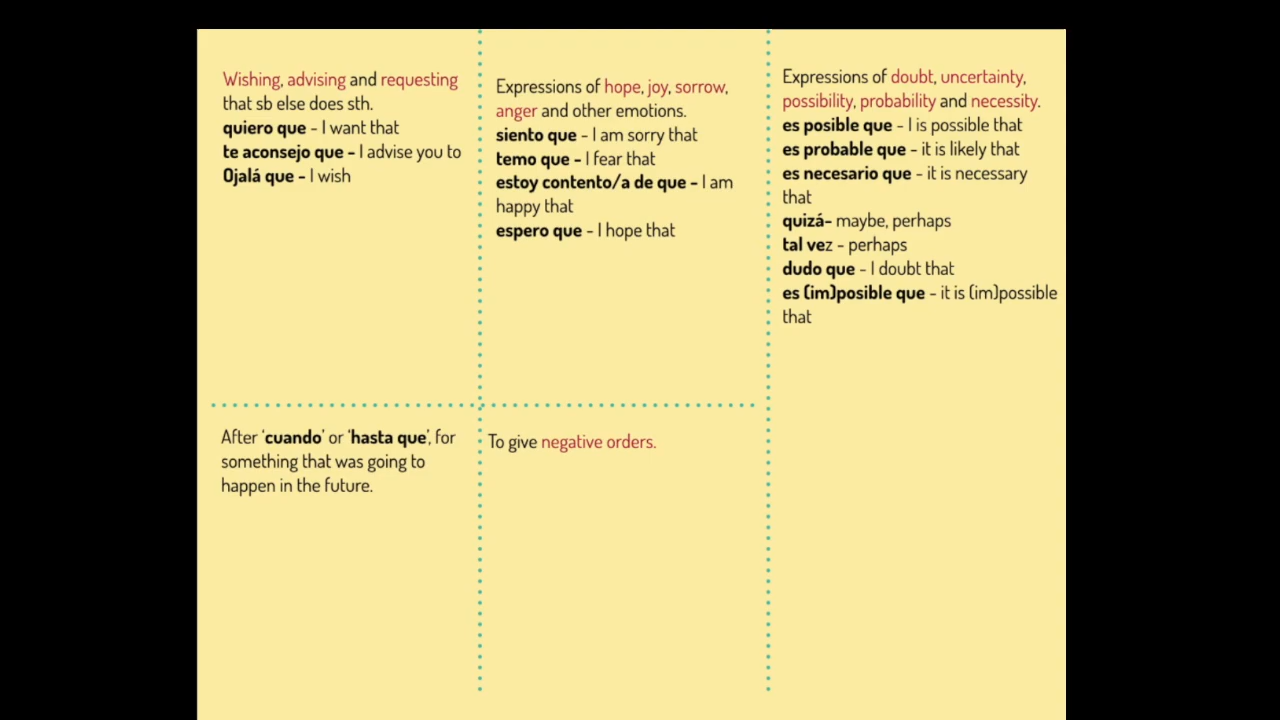 Wishing, advising and requesting
that sb else does sth.
quiero que - I want that
te aconsejo que - I advise you to
Ojalá que - I wish
Expressions of hope, joy, sorrow,
anger and other emotions.
siento que - I am sorry that
temo que - I fear that
estoy contento/a de que - I am
happy that
espero que - I hope that
Expressions of doubt, uncertainty,
possibility, probability and necessity.
es posible que - I is possible that
es probable que - it is likely that
es necesario que - it is necessary
that
quizá- maybe, perhaps
tal vez - perhaps
dudo que - I doubt that
es (im)posible que - it is (im)possible
that
After ‘cuando’ or ‘hasta que’, for
something that was going to
happen in the future.
To give negative orders.